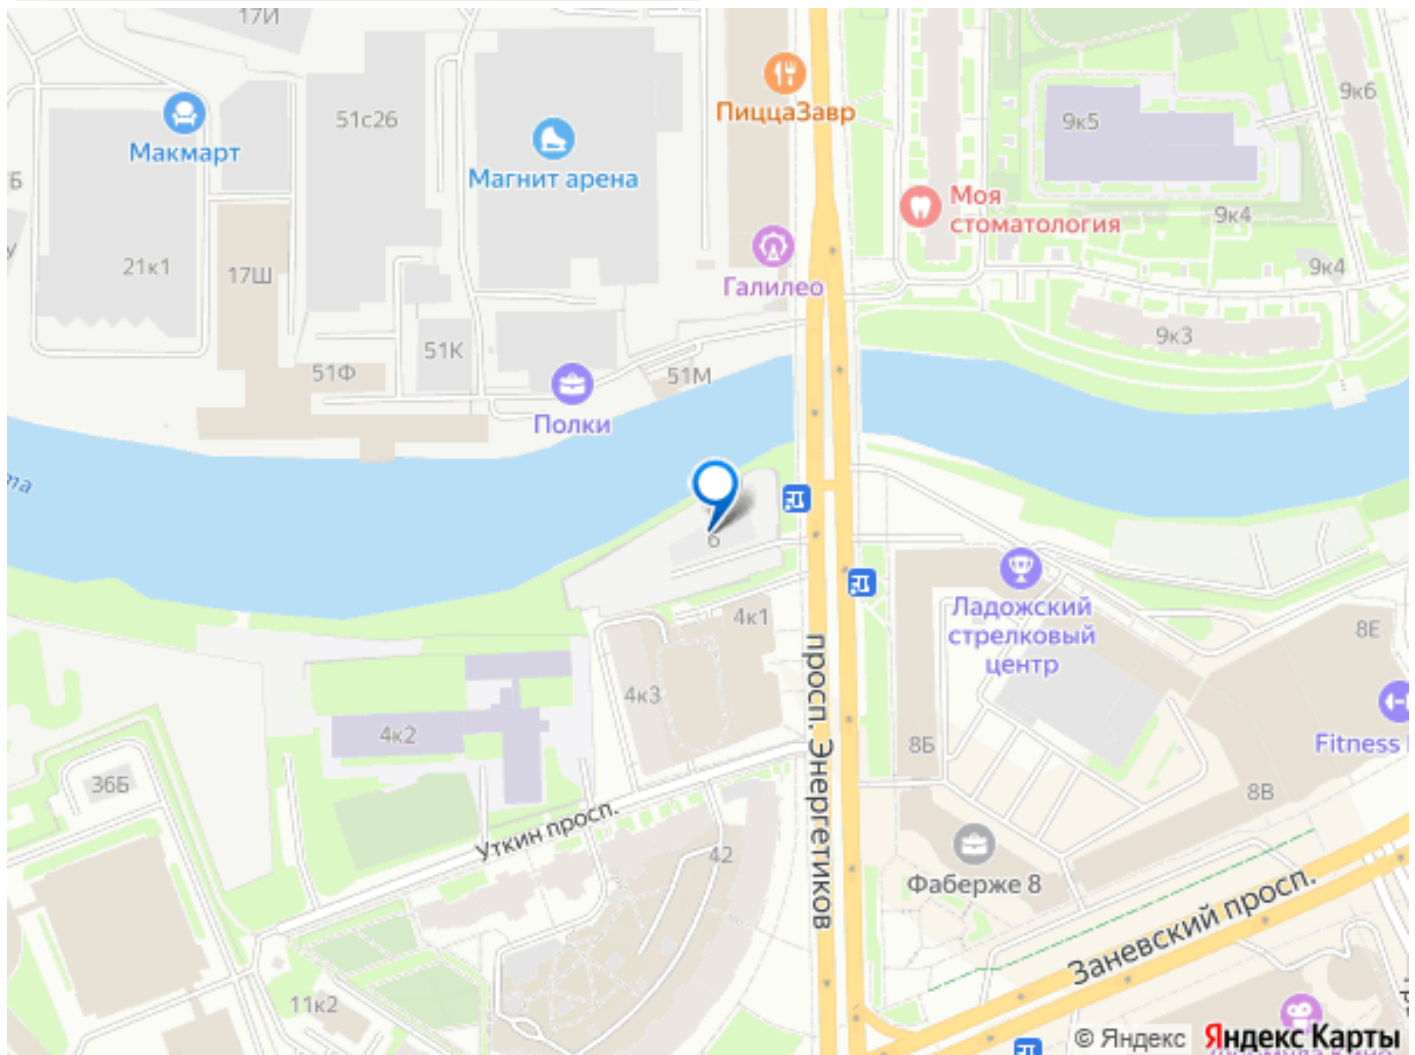 17И
ПиццаЗавр
9к6
51с26
9к5
Макмарт
Магнит арена
Б
Моя
стоматология
9к4
У
21к1
17Ш
9к4
Галилео
9к3
51К
51Ф
51М
Полки
та
6
Ладожский
стрелковый
центр
4к1
8Е
просп. Энергетиков
4к3
4к2
8Б
Fitness
36Б
8В
Уткин просп.
42
Фаберже 8
Заневский просп.
11к2
© Яндекс
Яндекс Карты